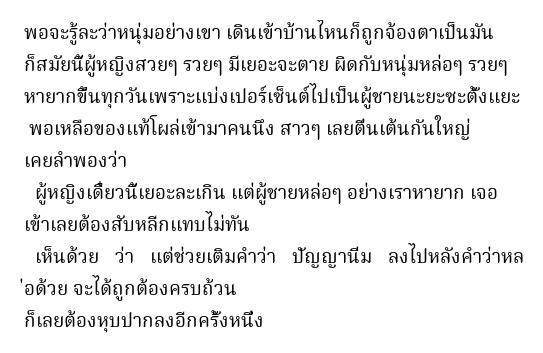 พอจะรู้ละว่าหนุ่มอย่างเขา เดินเข้าบ้านไหนก็ถูกจ้องตาเป็นมัน
ก็สมัยนี้ผู้หญิงสวยๆ รวยๆ มีเยอะจะตาย ผิดกับหนุ่มหล่อๆ รวยๆ
หายากขึ้นทุกวันเพราะแบ่งเปอร์เซ็นต์ไปเป็นผู้ชายนะยะซะตั้งแยะ
พอเหลือของแท้โผล่เข้ามาคนนึง สาวๆ เลยตื่นเต้นกันใหญ่
เคยลำพองว่า
ผู้หญิงเดี๋ยวนี้เยอะละเกิน แต่ผู้ชายหล่อๆ อย่างเราหายาก เจอ
เข้าเลยต้องสับหลีกแทบไม่ทัน
เห็นด้วย ว่า แต่ช่วยเติมคำว่า ปัญญานิ่ม ลงไปหลังคำว่าหล
่อด้วย จะได้ถูกต้องครบถ้วน
ก็เลยต้องหุบปากลงอีกครั้งหนึ่ง